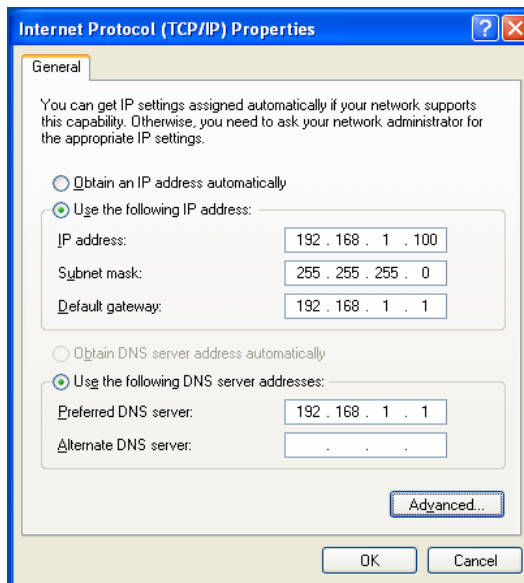 Internet Protocol (TCP/IP) Properties
General
You can get IP settings assigned automatically if your network supports
this capability. Otherwise, you need to ask your network administrator for
the appropriate IP settings.
Obtain an IP address automatically
Use the following IP address:
IP address: 192 . 168 . 1 . 100
Subnet mask: 255 . 255 . 255 . 0
Default gateway: 192 . 168 . 1 . 1
Obtain DNS server address automatically
Use the following DNS server addresses:
Preferred DNS server: 192 . 168 . 1 . 1
Alternate DNS server: . . .
Advanced...
OK Cancel